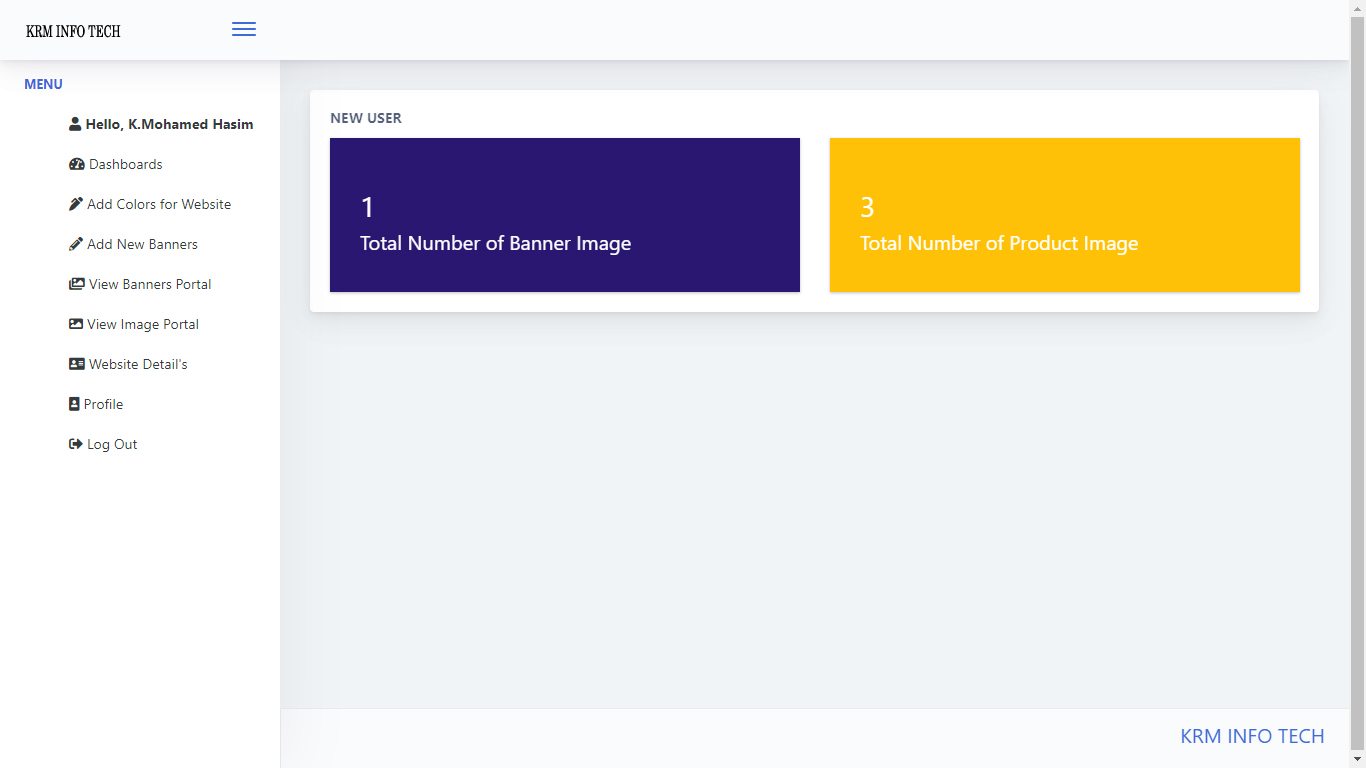 KRM INFO TECH
MENU
Hello, K.Mohamed Hasim
Dashboards
Add Colors for Website
Add New Banners
View Banners Portal
View Image Portal
Website Detail's
Profile
Log Out
NEW USER
1
Total Number of Banner Image
3
Total Number of Product Image
KRM INFO TECH